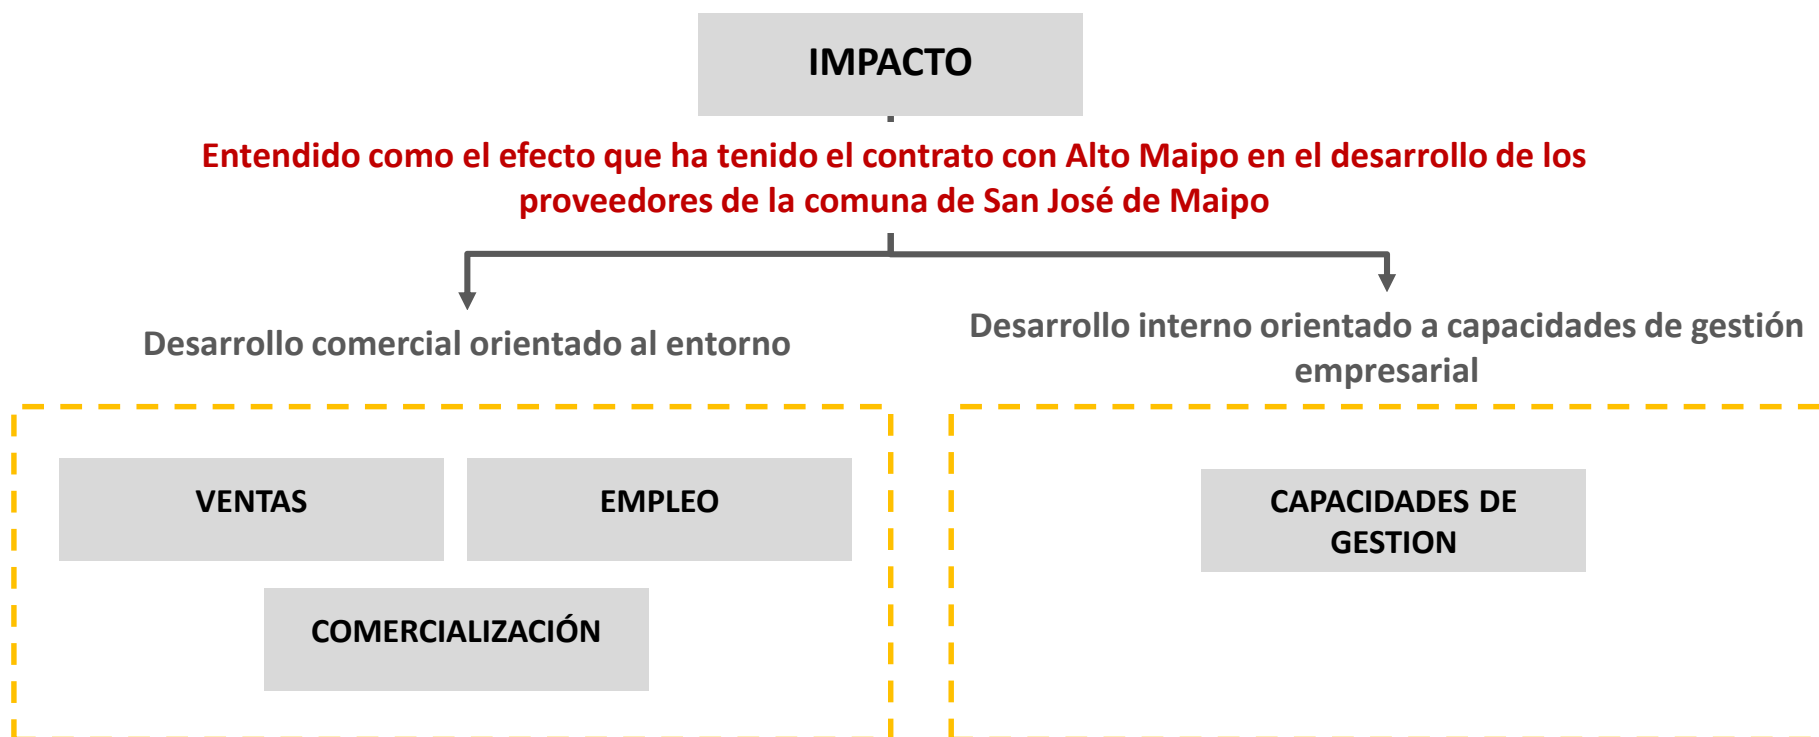 IMPACTO
Entendido como el efecto que ha tenido el contrato con Alto Maipo en el desarrollo de los
proveedores de la comuna de San José de Maipo
Desarrollo comercial orientado al entorno
Desarrollo interno orientado a capacidades de gestión
empresarial
VENTAS
EMPLEO
COMERCIALIZACIÓN
CAPACIDADES DE
GESTION